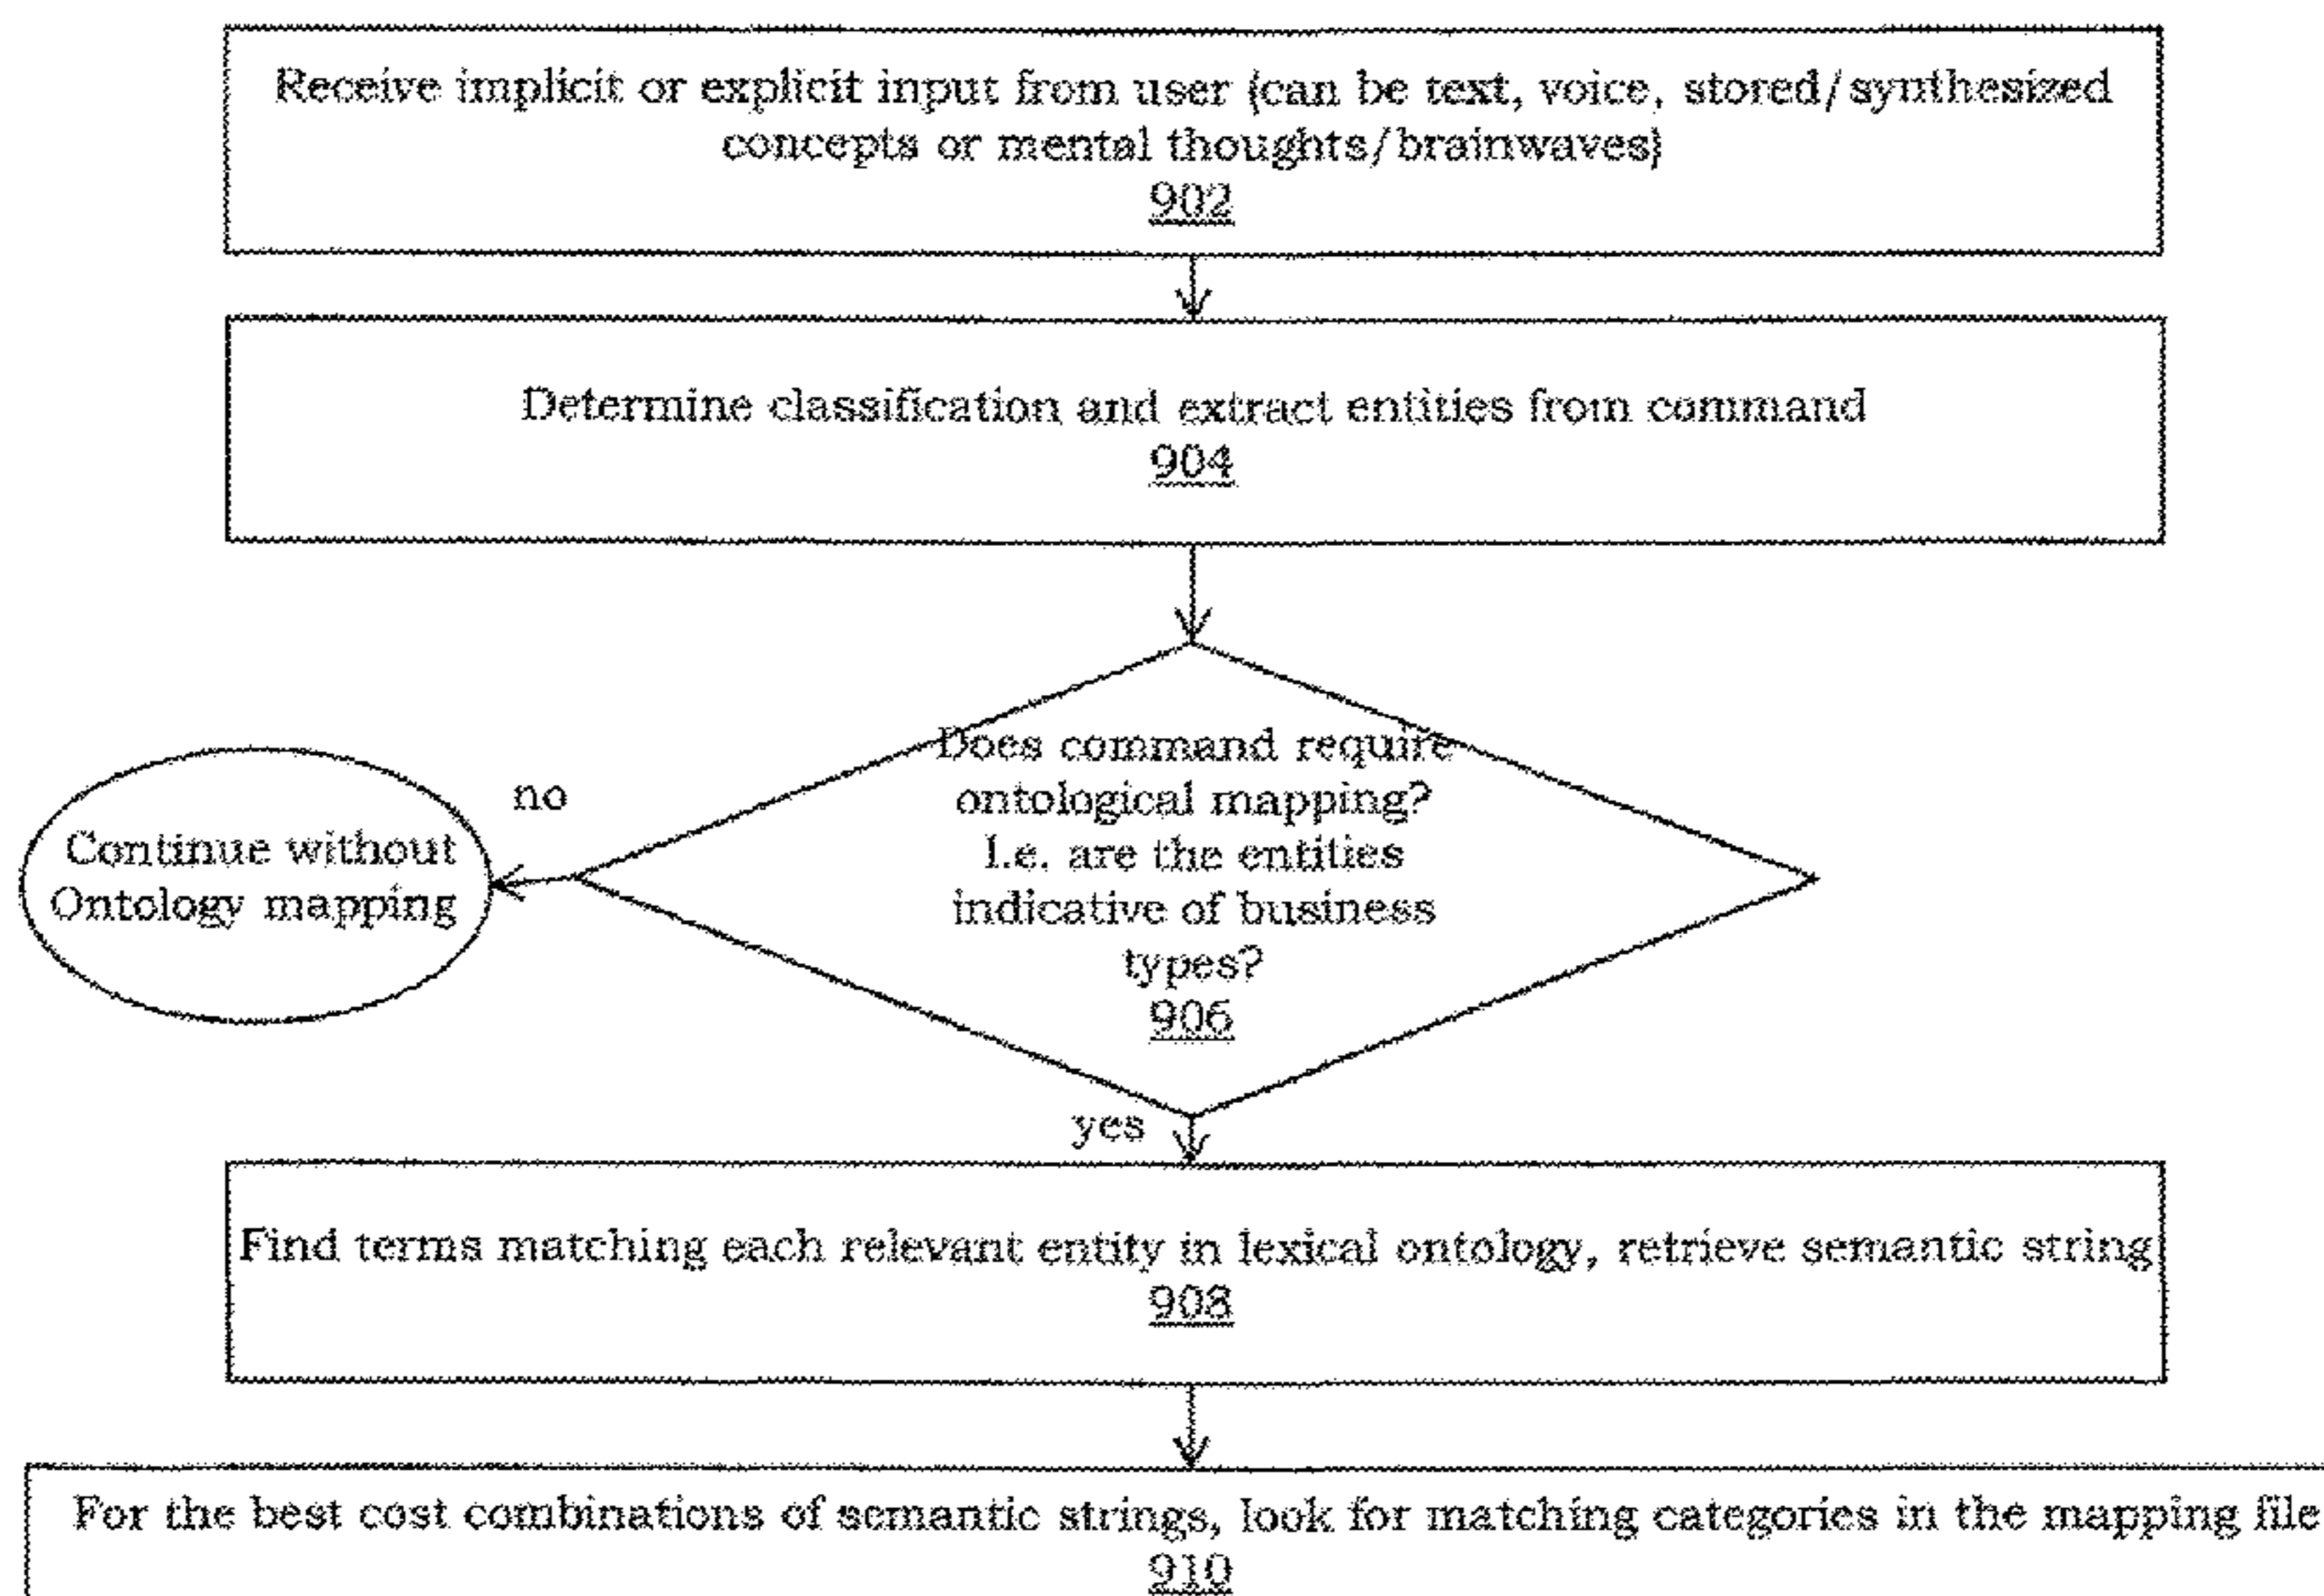 Receive implicit or explicit input from user (can be text, voice, stored/synthesized
concepts or mental thoughts/brainwaves)
902
Determine classification and extract entities from command
904
Does command require
ontological mapping?
I.e. are the entities
indicative of business
types?
906
no
Continue without
Ontology mapping
yes
Find terms matching each relevant entity in lexical ontology, retrieve semantic string
908
For the best cost combinations of semantic strings, look for matching categories in the mapping file
910